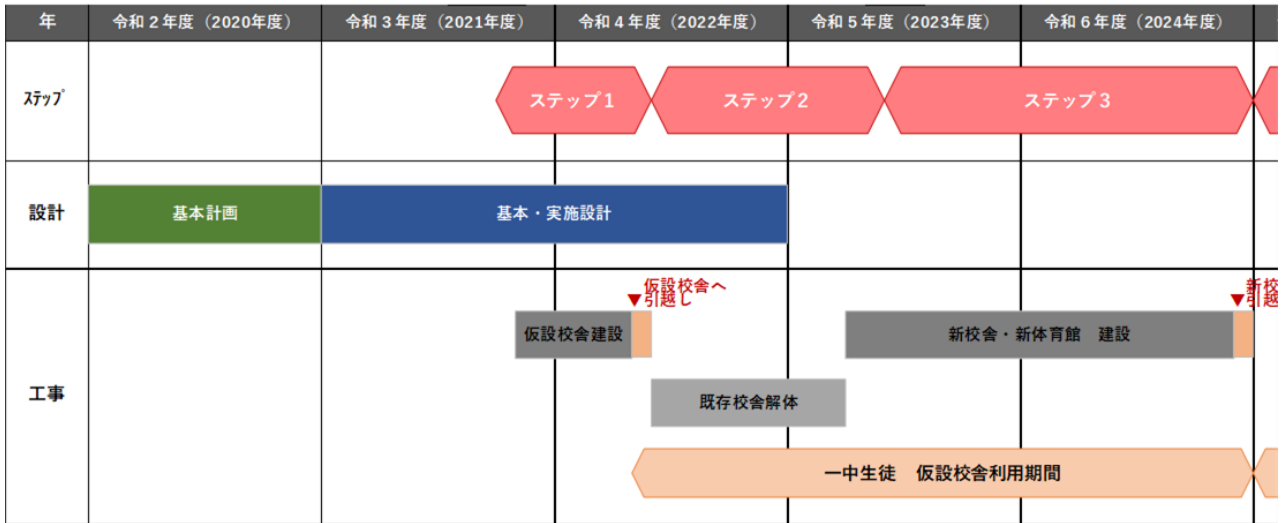 年
令和２年度（2020年度）
令和３年度（2021年度）
令和４年度（2022年度）
令和５年度（2023年度）
令和６年度（2024年度）
ｽﾃｯﾌﾟ
ステップ１
ステップ２
ステップ３
設計
基本計画
基本・実施設計
工事
▼仮設校舎へ
引越し
▼新校
引越
仮設校舎建設
新校舎・新体育館　建設
既存校舎解体
一中生徒　仮設校舎利用期間